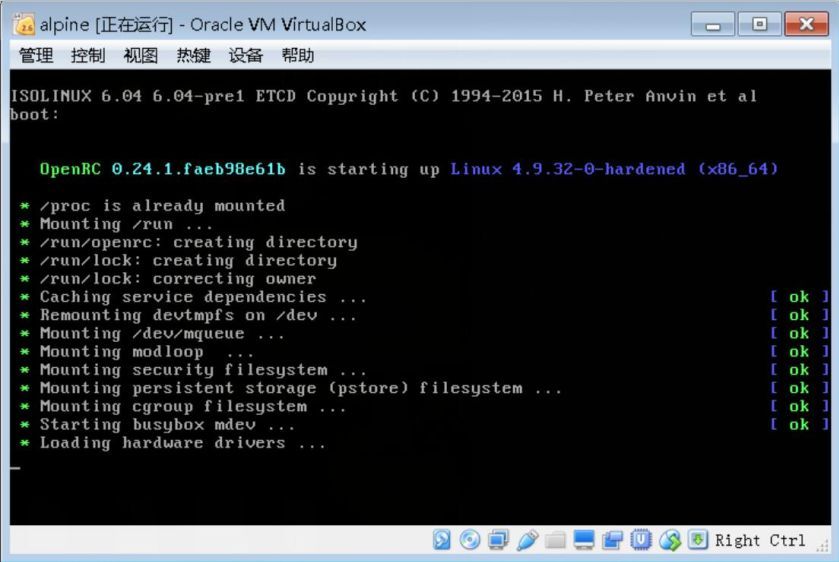 2.6 alpine [正在运行] - Oracle VM VirtualBox
管理 控制 视图 热键 设备 帮助
ISOLINUX 6.04 6.04-pre1 ETCD Copyright (C) 1994-2015 H. Peter Anvin et al
boot:
OpenRC 0.24.1.faeb98e61b is starting up Linux 4.9.32-0-hardened (x86_64)
* /proc is already mounted
* Mounting /run ...
* /run/openrc: creating directory
* /run/lock: creating directory
* /run/lock: correcting owner
* Caching service dependencies ... [ ok ]
* Remounting devtmpfs on /dev ... [ ok ]
* Mounting /dev/mqueue ... [ ok ]
* Mounting modloop ... [ ok ]
* Mounting security filesystem ... [ ok ]
* Mounting persistent storage (pstore) filesystem ... [ ok ]
* Mounting cgroup filesystem ... [ ok ]
* Starting busybox mdev ... [ ok ]
* Loading hardware drivers ...
Right Ctrl